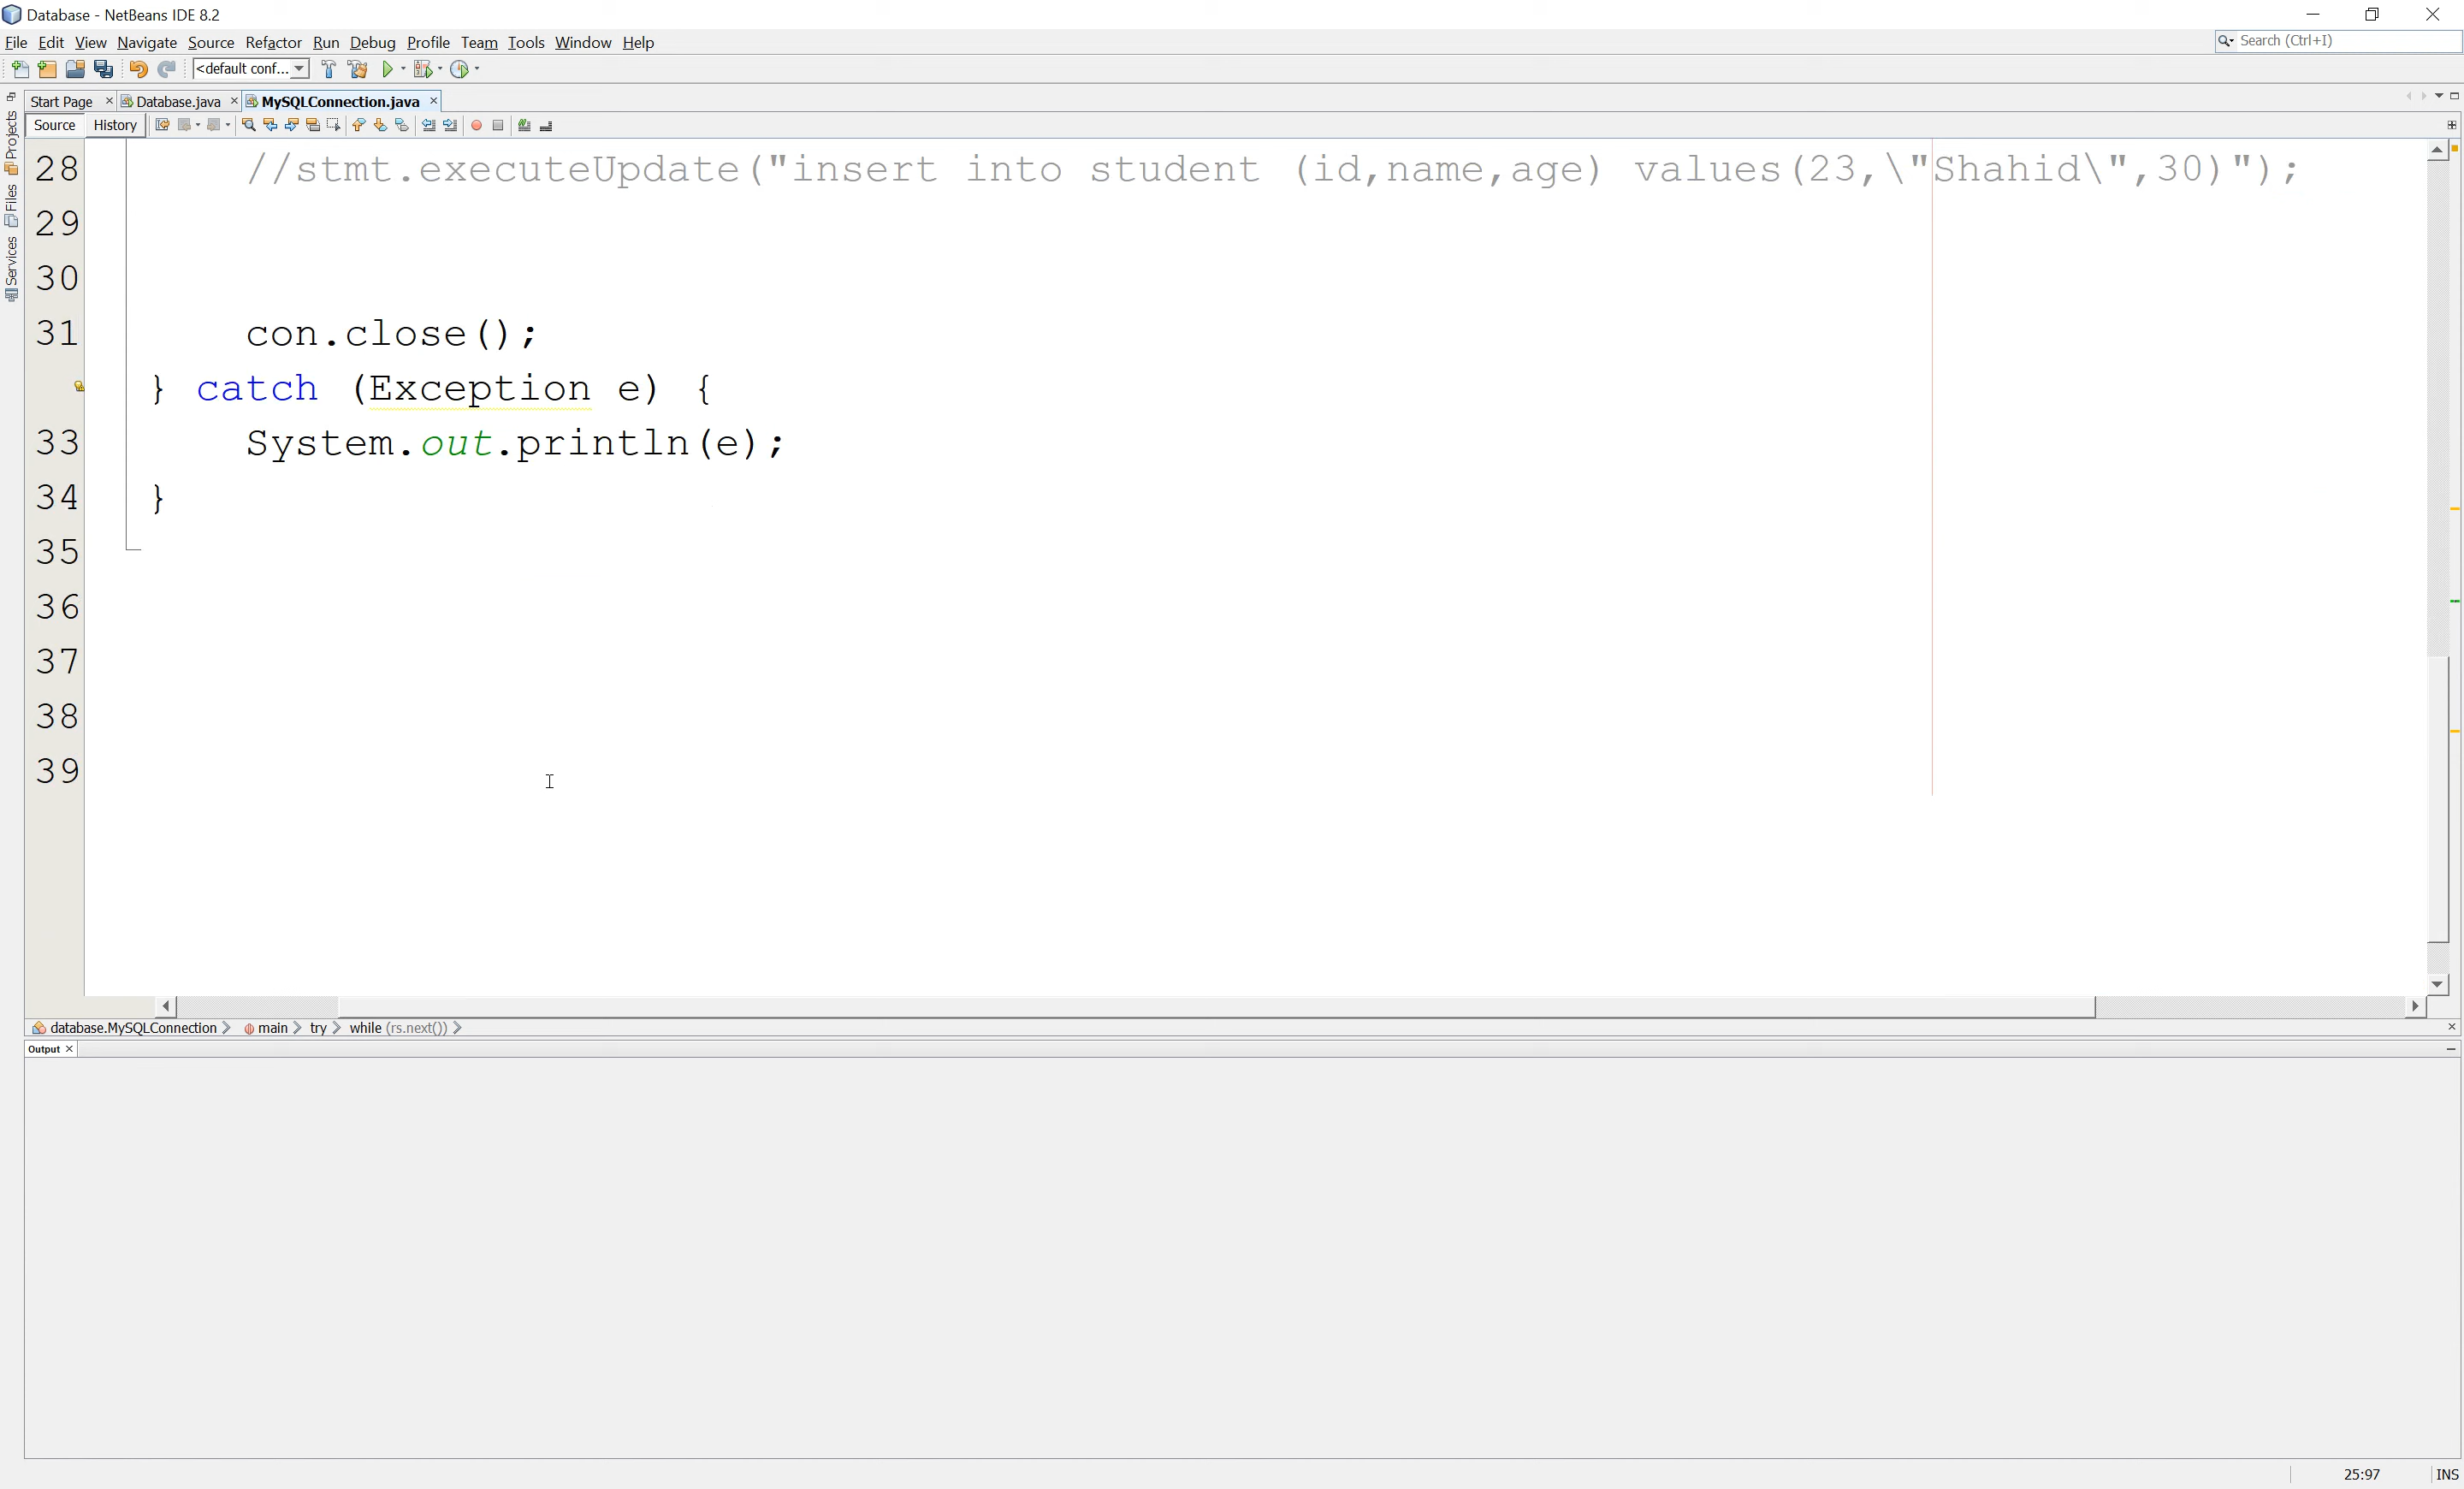 Database - NetBeans IDE 8.2
File Edit View Navigate Source Refactor Run Debug Profile Team Tools Window Help
Search (Ctrl+I)
<default conf...
Start Page Database.java MySQLConnection.java
Source History
Projects
Files
Services
28 //stmt.executeUpdate("insert into student (id,name,age) values(23,\"Shahid\",30)");
29
30
31 con.close();
} catch (Exception e) {
33 System.out.println(e);
34 }
35
36
37
38
39
database.MySQLConnection main try while (rs.next())
Output
25:97 INS